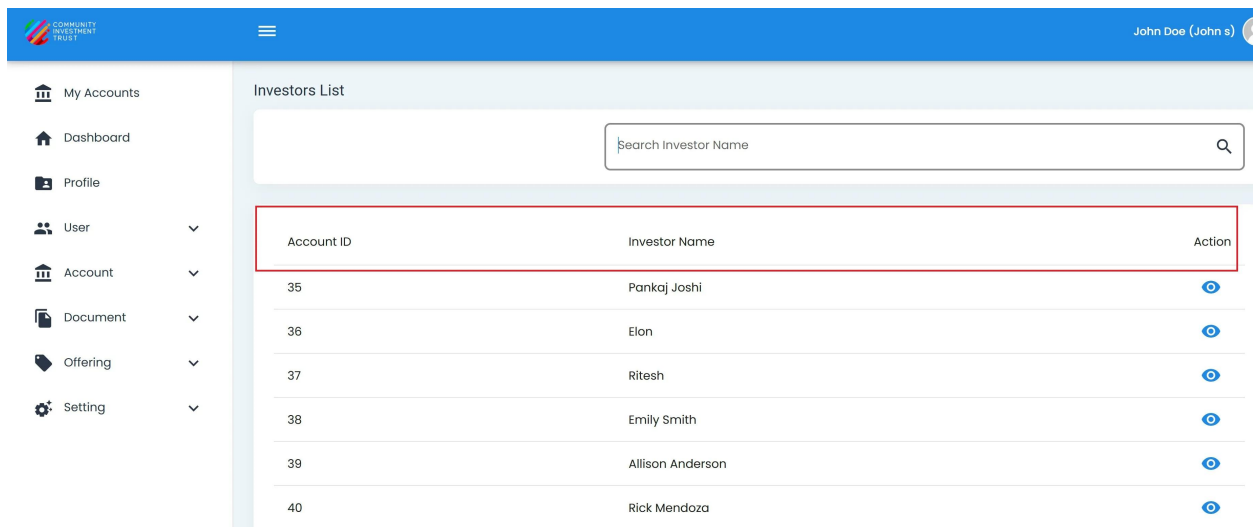 COMMUNITY
INVESTMENT
TRUST
John Doe (John s)
My Accounts
Dashboard
Profile
User
Account
Document
Offering
Setting
Investors List
Search Investor Name
Account ID Investor Name Action
35 Pankaj Joshi
36 Elon
37 Ritesh
38 Emily Smith
39 Allison Anderson
40 Rick Mendoza